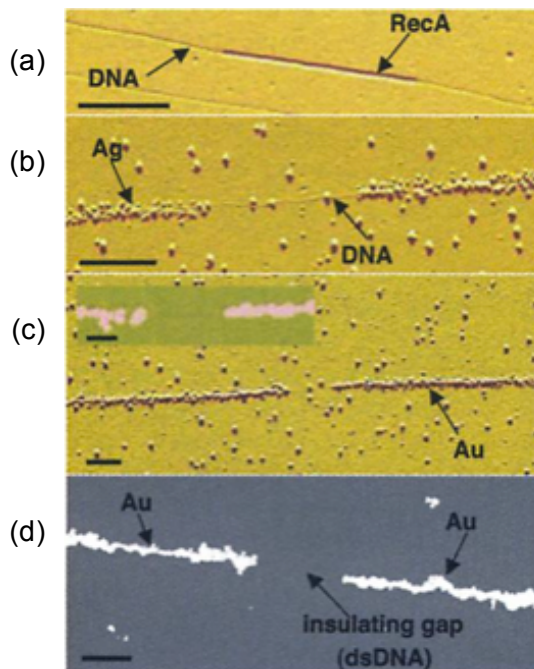 (a)
RecA
DNA
(b)
Ag
DNA
(c)
Au
(d)
Au
Au
insulating gap
(dsDNA)